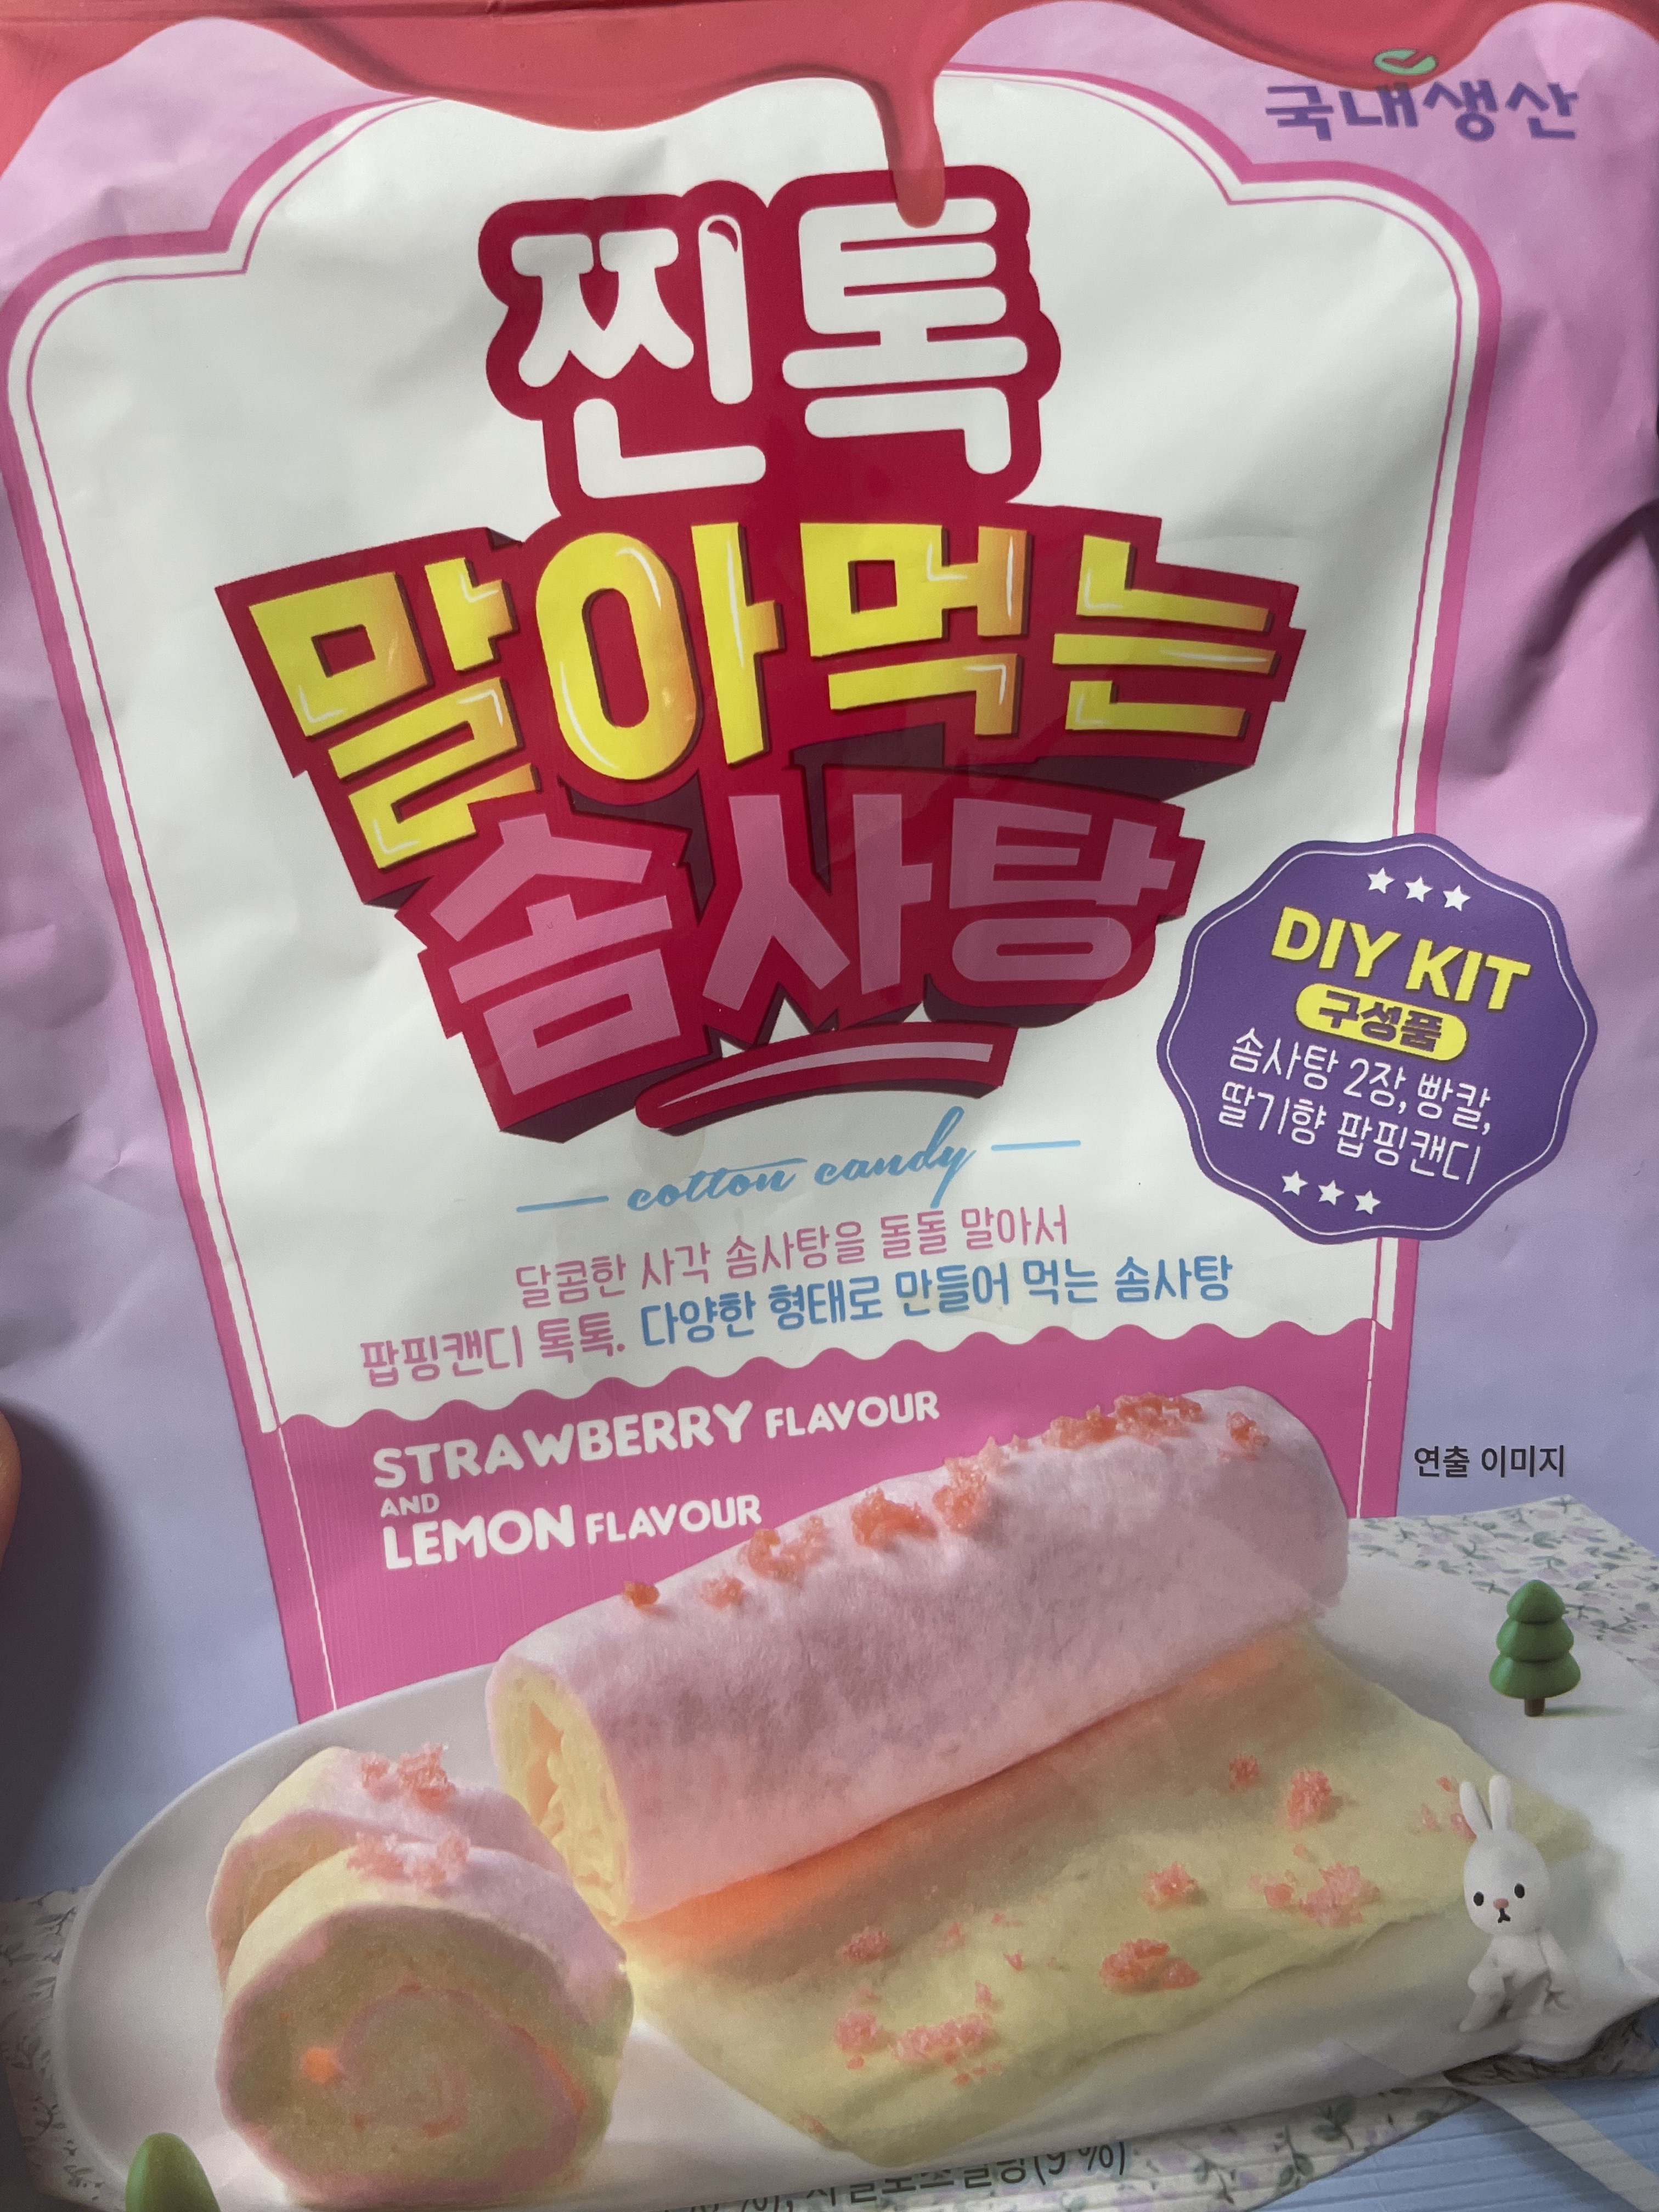 국내생산
찐톡
말아먹는
솜사탕
DIY KIT
구성품
솜사탕 2장, 빵칼,
딸기향 팝핑캔디
cotton candy
달콤한 사각 솜사탕을 돌돌 말아서
팝핑캔디 톡톡. 다양한 형태로 만들어 먹는 솜사탕
STRAWBERRY FLAVOUR
AND
LEMON FLAVOUR
연출 이미지
(9 %)